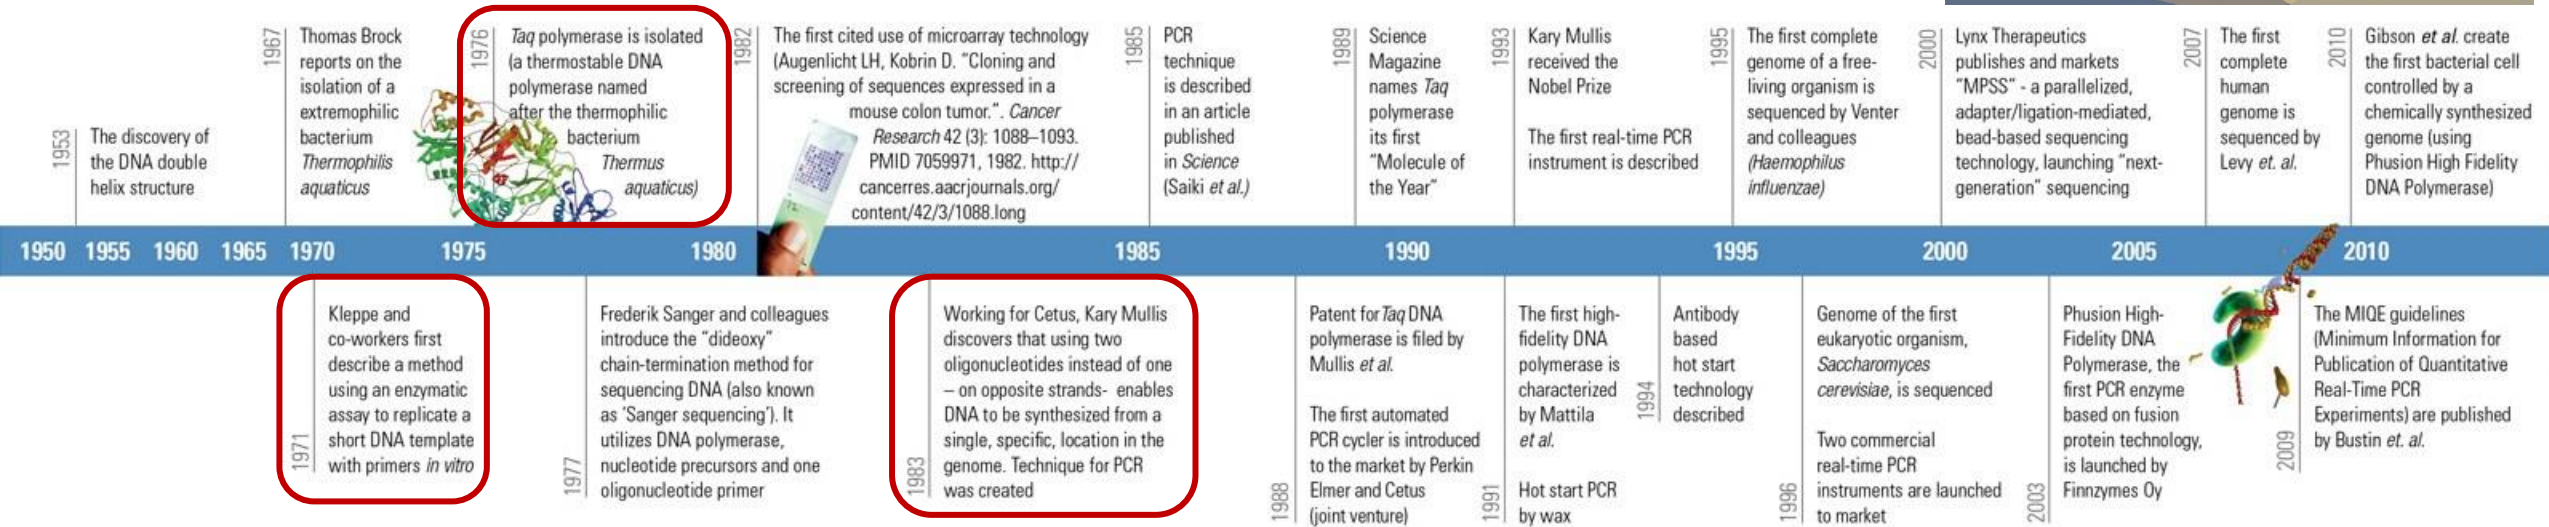 1953
The discovery of
the DNA double
helix structure
1967
Thomas Brock
reports on the
isolation of a
extremophilic
bacterium
Thermophilis
aquaticus
1976
Taq polymerase is isolated
(a thermostable DNA
polymerase named
after the thermophilic
bacterium
Thermus
aquaticus)
1982
The first cited use of microarray technology
(Augenlicht LH, Kobrin D. "Cloning and
screening of sequences expressed in a
mouse colon tumor.". Cancer
Research 42 (3): 1088–1093.
PMID 7059971, 1982. http://
cancerres.aacrjournals.org/
content/42/3/1088.long
1985
PCR
technique
is described
in an article
published
in Science
(Saiki et al.)
1989
Science
Magazine
names Taq
polymerase
its first
"Molecule of
the Year"
1993
Kary Mullis
received the
Nobel Prize
The first real-time PCR
instrument is described
1995
The first complete
genome of a free-
living organism is
sequenced by Venter
and colleagues
(Haemophilus
influenzae)
2000
Lynx Therapeutics
publishes and markets
"MPSS" - a parallelized,
adapter/ligation-mediated,
bead-based sequencing
technology, launching "next-
generation" sequencing
2007
The first
complete
human
genome is
sequenced by
Levy et. al.
2010
Gibson et al. create
the first bacterial cell
controlled by a
chemically synthesized
genome (using
Phusion High Fidelity
DNA Polymerase)
1950 1955 1960 1965 1970 1975 1980 1985 1990 1995 2000 2005 2010
1971
Kleppe and
co-workers first
describe a method
using an enzymatic
assay to replicate a
short DNA template
with primers in vitro
1977
Frederik Sanger and colleagues
introduce the "dideoxy"
chain-termination method for
sequencing DNA (also known
as 'Sanger sequencing'). It
utilizes DNA polymerase,
nucleotide precursors and one
oligonucleotide primer
1983
Working for Cetus, Kary Mullis
discovers that using two
oligonucleotides instead of one
– on opposite strands- enables
DNA to be synthesized from a
single, specific, location in the
genome. Technique for PCR
was created
1988
Patent for Taq DNA
polymerase is filed by
Mullis et al.
The first automated
PCR cycler is introduced
to the market by Perkin
Elmer and Cetus
(joint venture)
1991
The first high-
fidelity DNA
polymerase is
characterized
by Mattila
et al.
Hot start PCR
by wax
1994
Antibody
based
hot start
technology
described
1996
Genome of the first
eukaryotic organism,
Saccharomyces
cerevisiae, is sequenced
Two commercial
real-time PCR
instruments are launched
to market
2003
Phusion High-
Fidelity DNA
Polymerase, the
first PCR enzyme
based on fusion
protein technology,
is launched by
Finnzymes Oy
2009
The MIQE guidelines
(Minimum Information for
Publication of Quantitative
Real-Time PCR
Experiments) are published
by Bustin et. al.